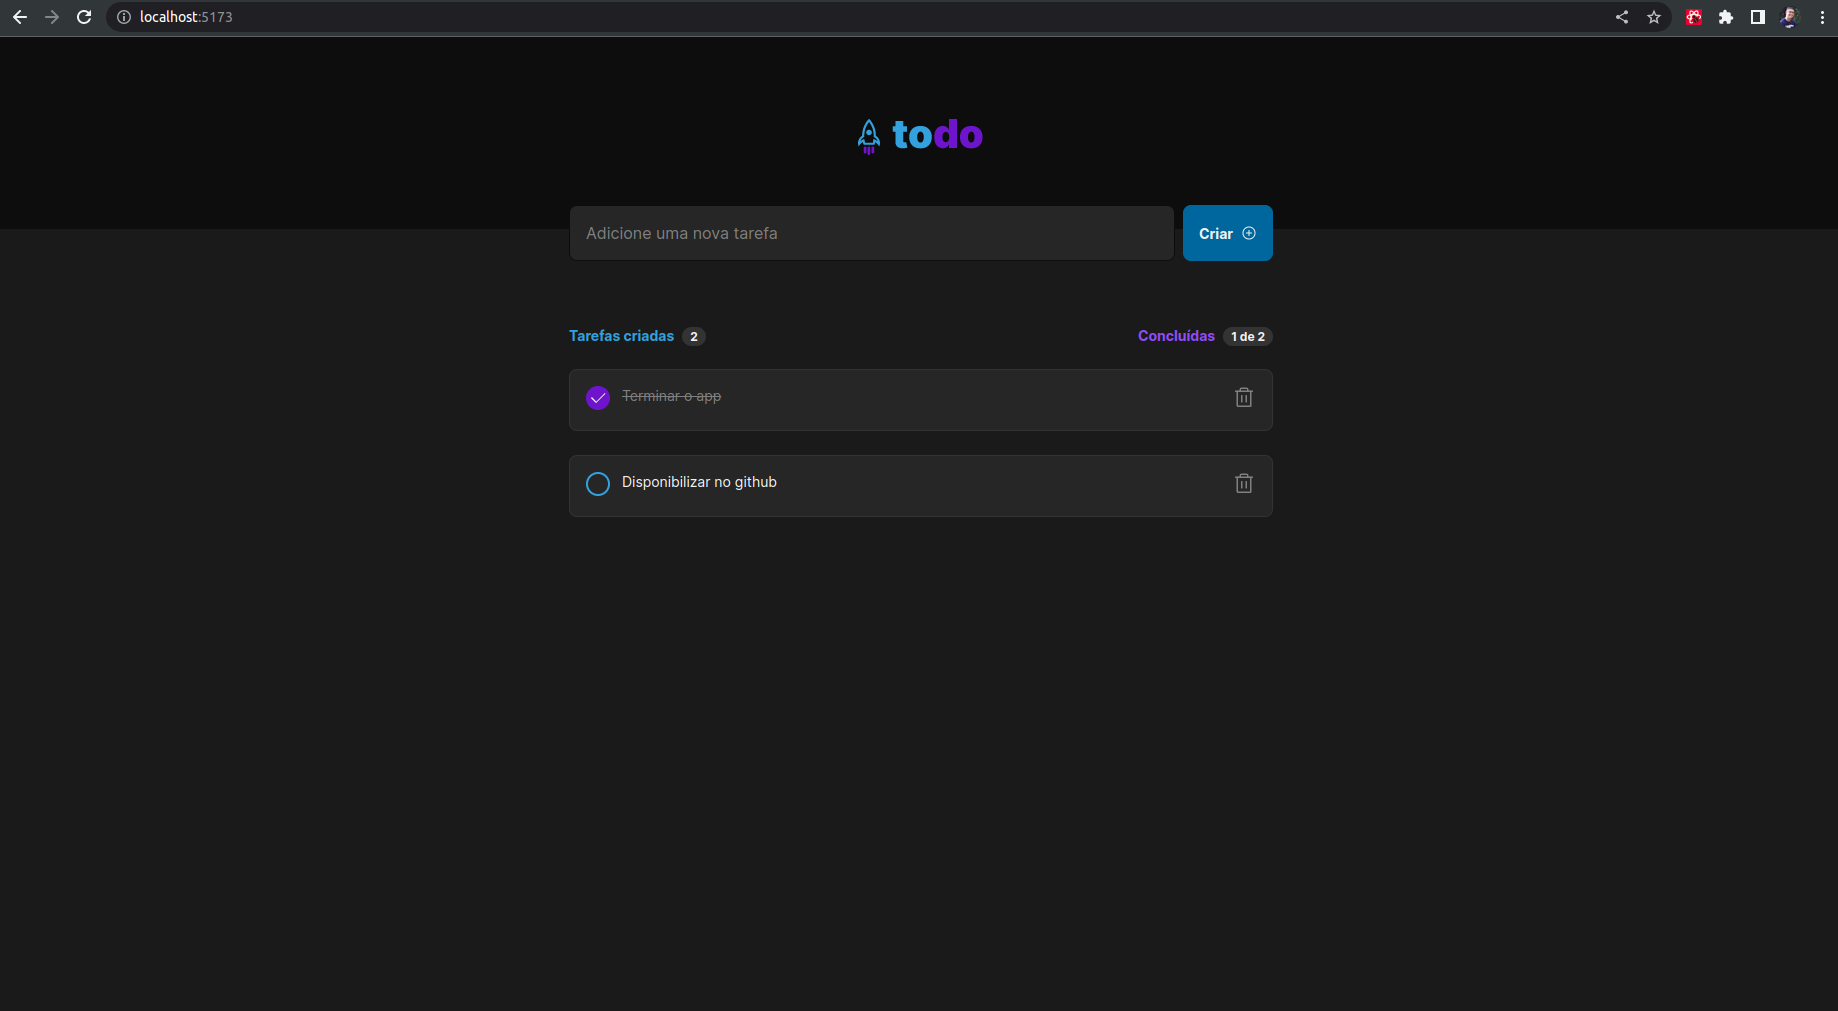 localhost:5173
todo
Adicione uma nova tarefa
Criar
Tarefas criadas 2
Concluídas 1 de 2
Terminar o app
Disponibilizar no github